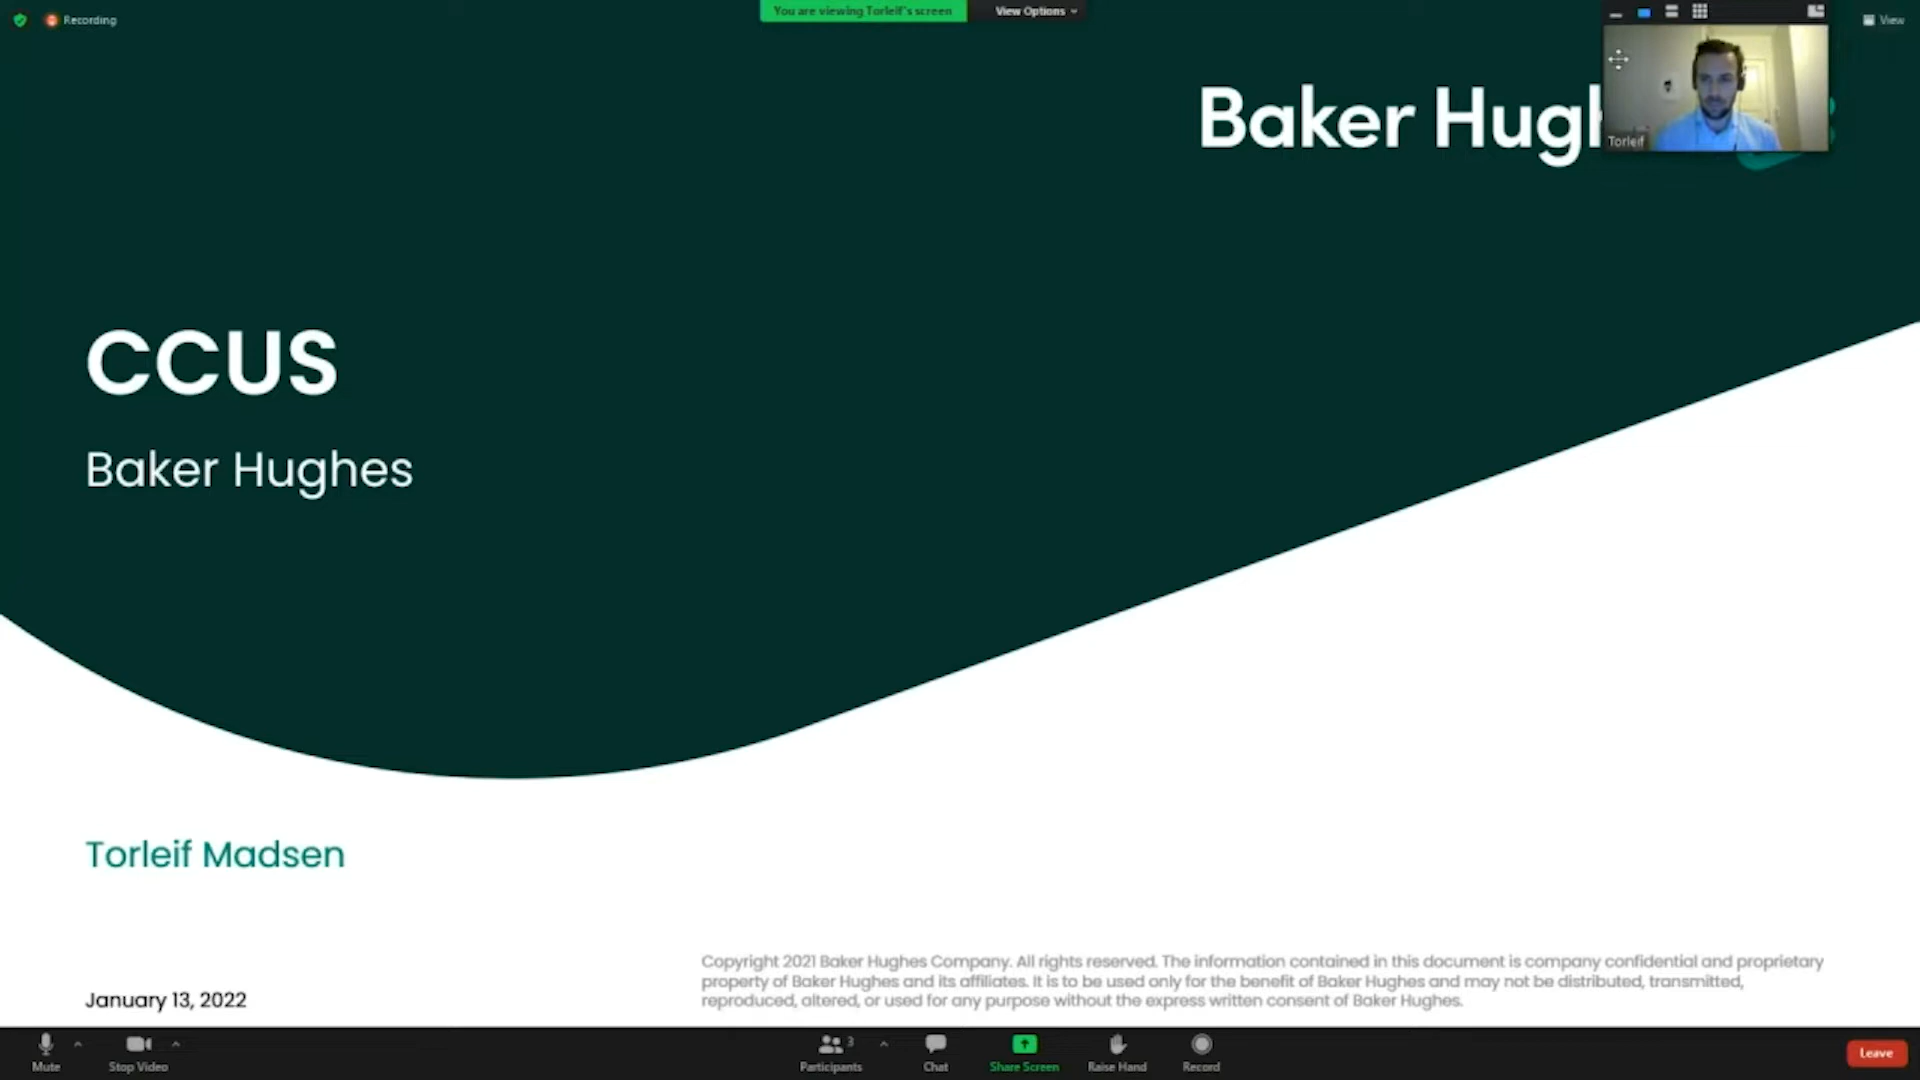 Recording
You are viewing Torleif's screen
View Options
View
Baker Hugh
Torleif
CCUS
Baker Hughes
Torleif Madsen
January 13, 2022
Copyright 2021 Baker Hughes Company. All rights reserved. The information contained in this document is company confidential and proprietary
property of Baker Hughes and its affiliates. It is to be used only for the benefit of Baker Hughes and may not be distributed, transmitted,
reproduced, altered, or used for any purpose without the express written consent of Baker Hughes.
Mute
Stop Video
Participants
3
Chat
Share Screen
Raise Hand
Record
Leave